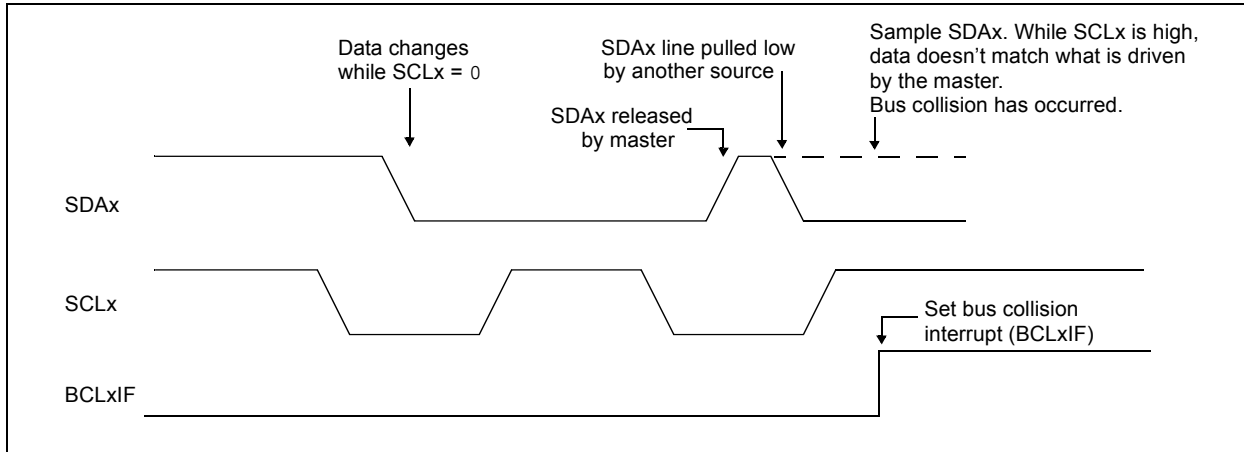 Data changes
while SCLx = 0
SDAx line pulled low
by another source
SDAx released
by master
Sample SDAx. While SCLx is high,
data doesn’t match what is driven
by the master.
Bus collision has occurred.
SDAx
SCLx
Set bus collision
interrupt (BCLxIF)
BCLxIF